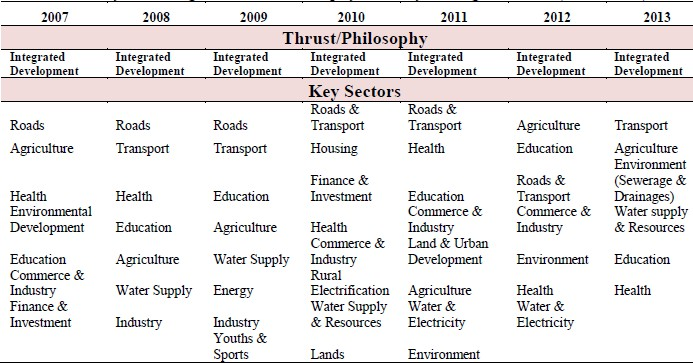 2007 2008 2009 2010 2011 2012 2013
Thrust/Philosophy
Integrated Integrated Integrated Integrated Integrated Integrated Integrated
Development Development Development Development Development Development Development
Key Sectors
Roads & Roads &
Roads Roads Roads Transport Transport Agriculture Transport
Agriculture Transport Transport Housing Health Education Agriculture
Environment
Finance & Roads & (Sewerage &
Health Health Education Investment Education Transport Drainages)
Environmental Commerce & Commerce & Water supply
Development Education Agriculture Health Industry Industry & Resources
Commerce & Land & Urban
Education Agriculture Water Supply Industry Development Environment Education
Commerce & Rural
Industry Water Supply Energy Electrification Agriculture Health Health
Finance & Water Supply Water & Water &
Investment Industry Industry & Resources Electricity Electricity
Youths &
Sports Lands Environment